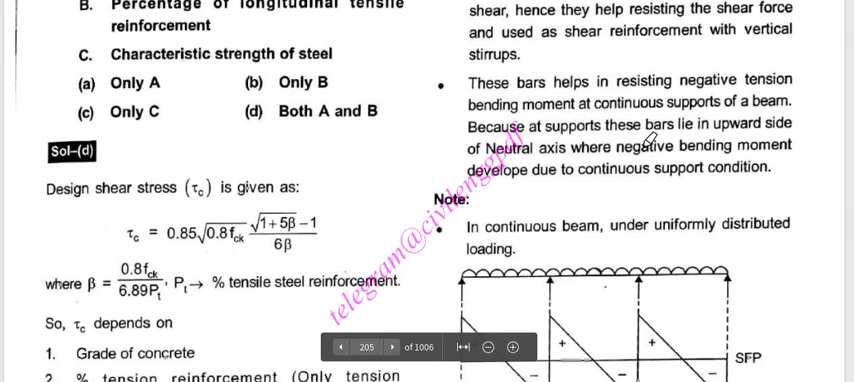 B. Percentage of longitudinal tensile
reinforcement
C. Characteristic strength of steel
(a) Only A (b) Only B
(c) Only C (d) Both A and B
Sol–(d)
Design shear stress (τc) is given as:
τc = 0.85√(0.8fck) (√(1+5β) −1)/(6β)
where β = 0.8fck/6.89Pt, Pt → % tensile steel reinforcement.
So, τc depends on
1. Grade of concrete
2. % tension reinforcement (Only tension
shear, hence they help resisting the shear force
and used as shear reinforcement with vertical
stirrups.
• These bars helps in resisting negative tension
bending moment at continuous supports of a beam.
Because at supports these bars lie in upward side
of Neutral axis where negative bending moment
develope due to continuous support condition.
Note:
• In continuous beam, under uniformly distributed
loading.
+ +
SFP
– – –
telegram@civilenggpdf
205 of 1006